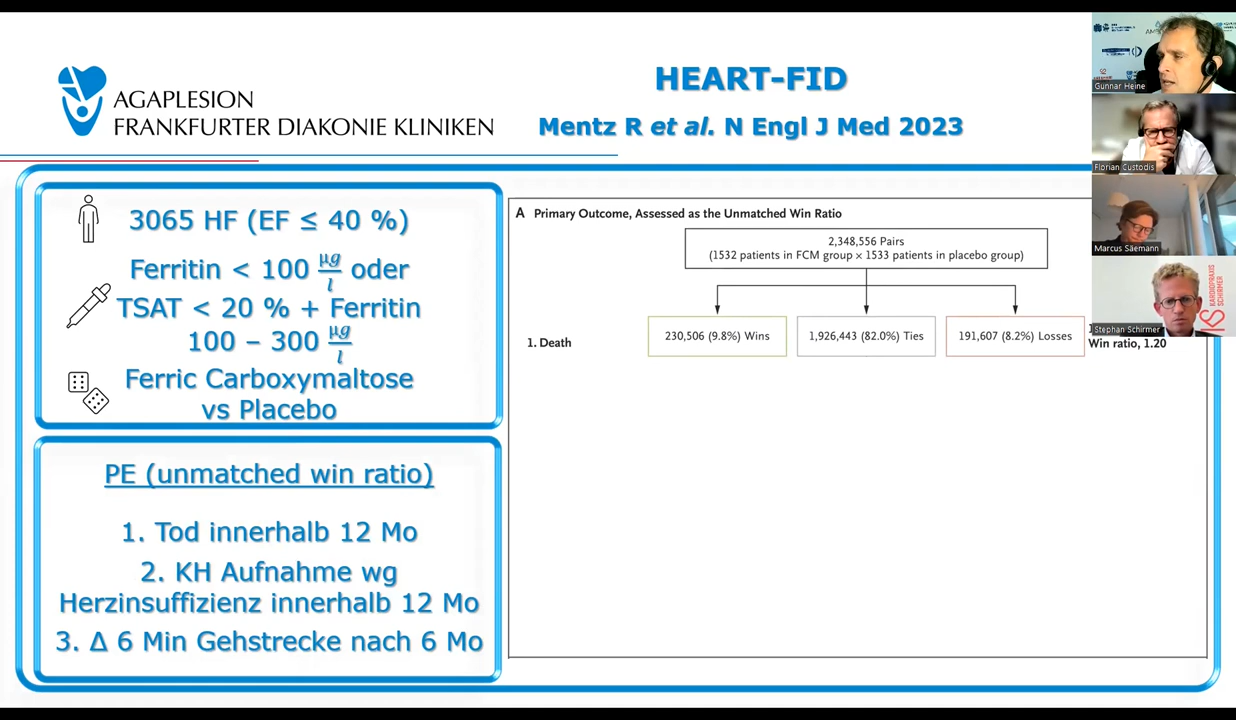 AGAPLESION
FRANKFURTER DIAKONIE KLINIKEN
HEART-FID
Mentz R et al. N Engl J Med 2023
3065 HF (EF ≤ 40 %)
Ferritin < 100 µg/l oder
TSAT < 20 % + Ferritin
100 – 300 µg/l
Ferric Carboxymaltose
vs Placebo
PE (unmatched win ratio)
1. Tod innerhalb 12 Mo
2. KH Aufnahme wg
Herzinsuffizienz innerhalb 12 Mo
3. Δ 6 Min Gehstrecke nach 6 Mo
A Primary Outcome, Assessed as the Unmatched Win Ratio
2,348,556 Pairs
(1532 patients in FCM group × 1533 patients in placebo group)
1. Death
230,506 (9.8%) Wins
1,926,443 (82.0%) Ties
191,607 (8.2%) Losses
Win ratio, 1.20
Gunnar Heine
Florian Custodis
Marcus Säemann
Stephan Schirmer
KARDIOPRAXIS
SCHIRMER